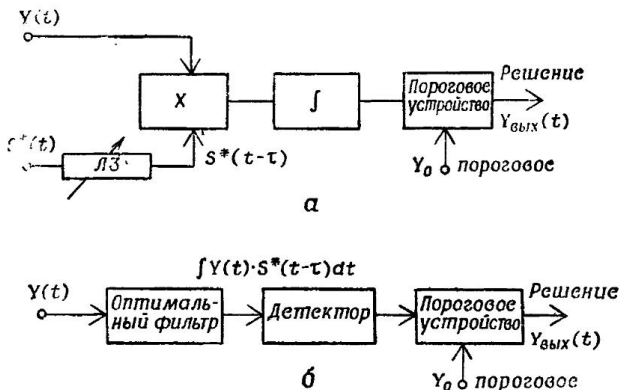 Y(t)
X
∫
Пороговое
устройство
Решение
Yвых(t)
S*(t)
ЛЗ
S*(t-τ)
Y₀ пороговое
а
∫Y(t)·S*(t-τ)dt
Y(t)
Оптималь-
ный фильтр
Детектор
Пороговое
устройство
Решение
Yвых(t)
Y₀ пороговое
б